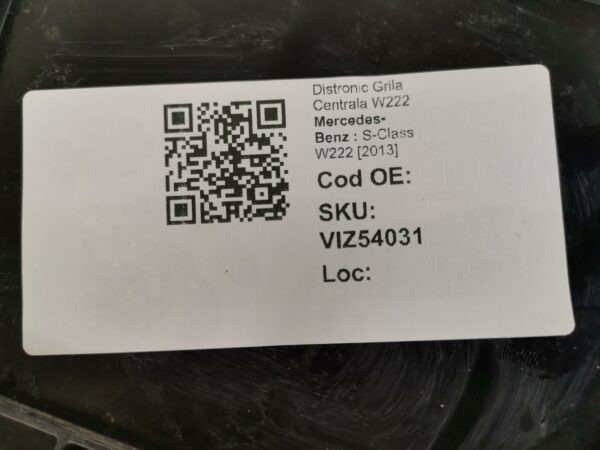 Distronic Grila
Centrala W222
Mercedes-
Benz : S-Class
W222 [2013]
Cod OE:
SKU:
VIZ54031
Loc: